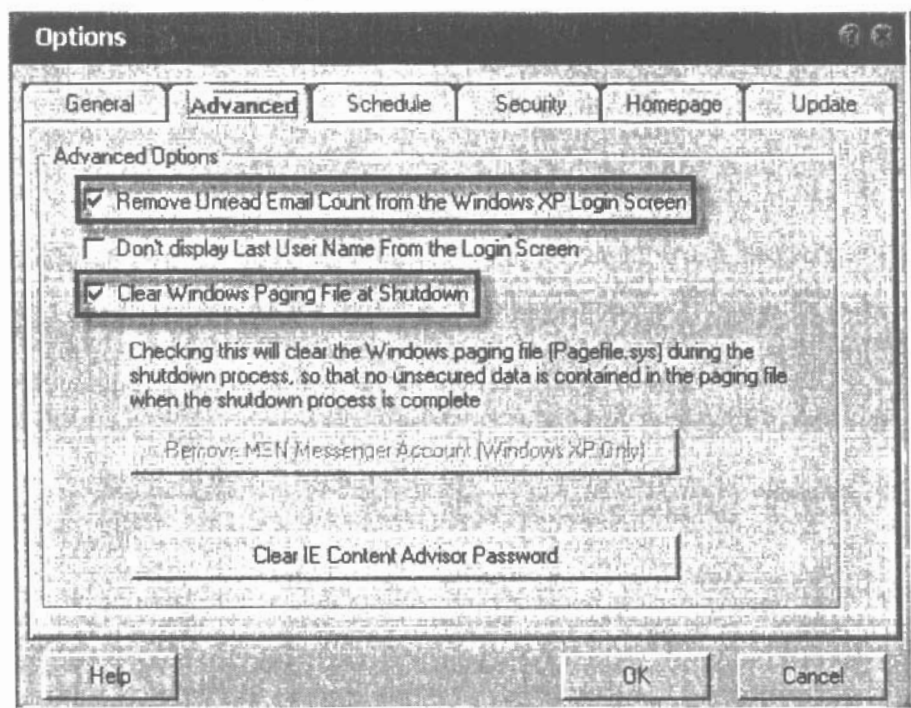 Options
General Advanced Schedule Security Homepage Update
Advanced Options
Remove Unread Email Count from the Windows XP Login Screen
Don't display Last User Name From the Login Screen
Clear Windows Paging File at Shutdown
Checking this will clear the Windows paging file (Pagefile.sys) during the
shutdown process, so that no unsecured data is contained in the paging file
when the shutdown process is complete
Remove MSN Messenger Account (Windows XP Only)
Clear IE Content Advisor Password
Help OK Cancel